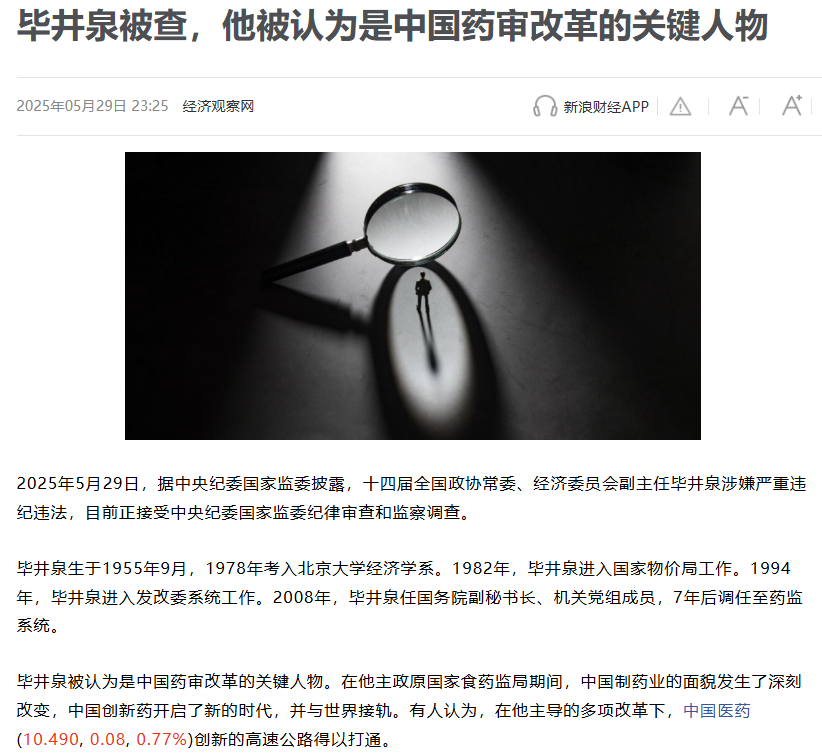 毕井泉被查，他被认为是中国药审改革的关键人物
2025年05月29日 23:25 经济观察网
新浪财经APP
A-
A+
2025年5月29日，据中央纪委国家监委披露，十四届全国政协常委、经济委员会副主任毕井泉涉嫌严重违
纪违法，目前正接受中央纪委国家监委纪律审查和监察调查。
毕井泉生于1955年9月，1978年考入北京大学经济学系。1982年，毕井泉进入国家物价局工作。1994
年，毕井泉进入发改委系统工作。2008年，毕井泉任国务院副秘书长、机关党组成员，7年后调任至药监
系统。
毕井泉被认为是中国药审改革的关键人物。在他主政原国家食药监局期间，中国制药业的面貌发生了深刻
改变，中国创新药开启了新的时代，并与世界接轨。有人认为，在他主导的多项改革下，中国医药
(10.490, 0.08, 0.77%)创新的高速公路得以打通。